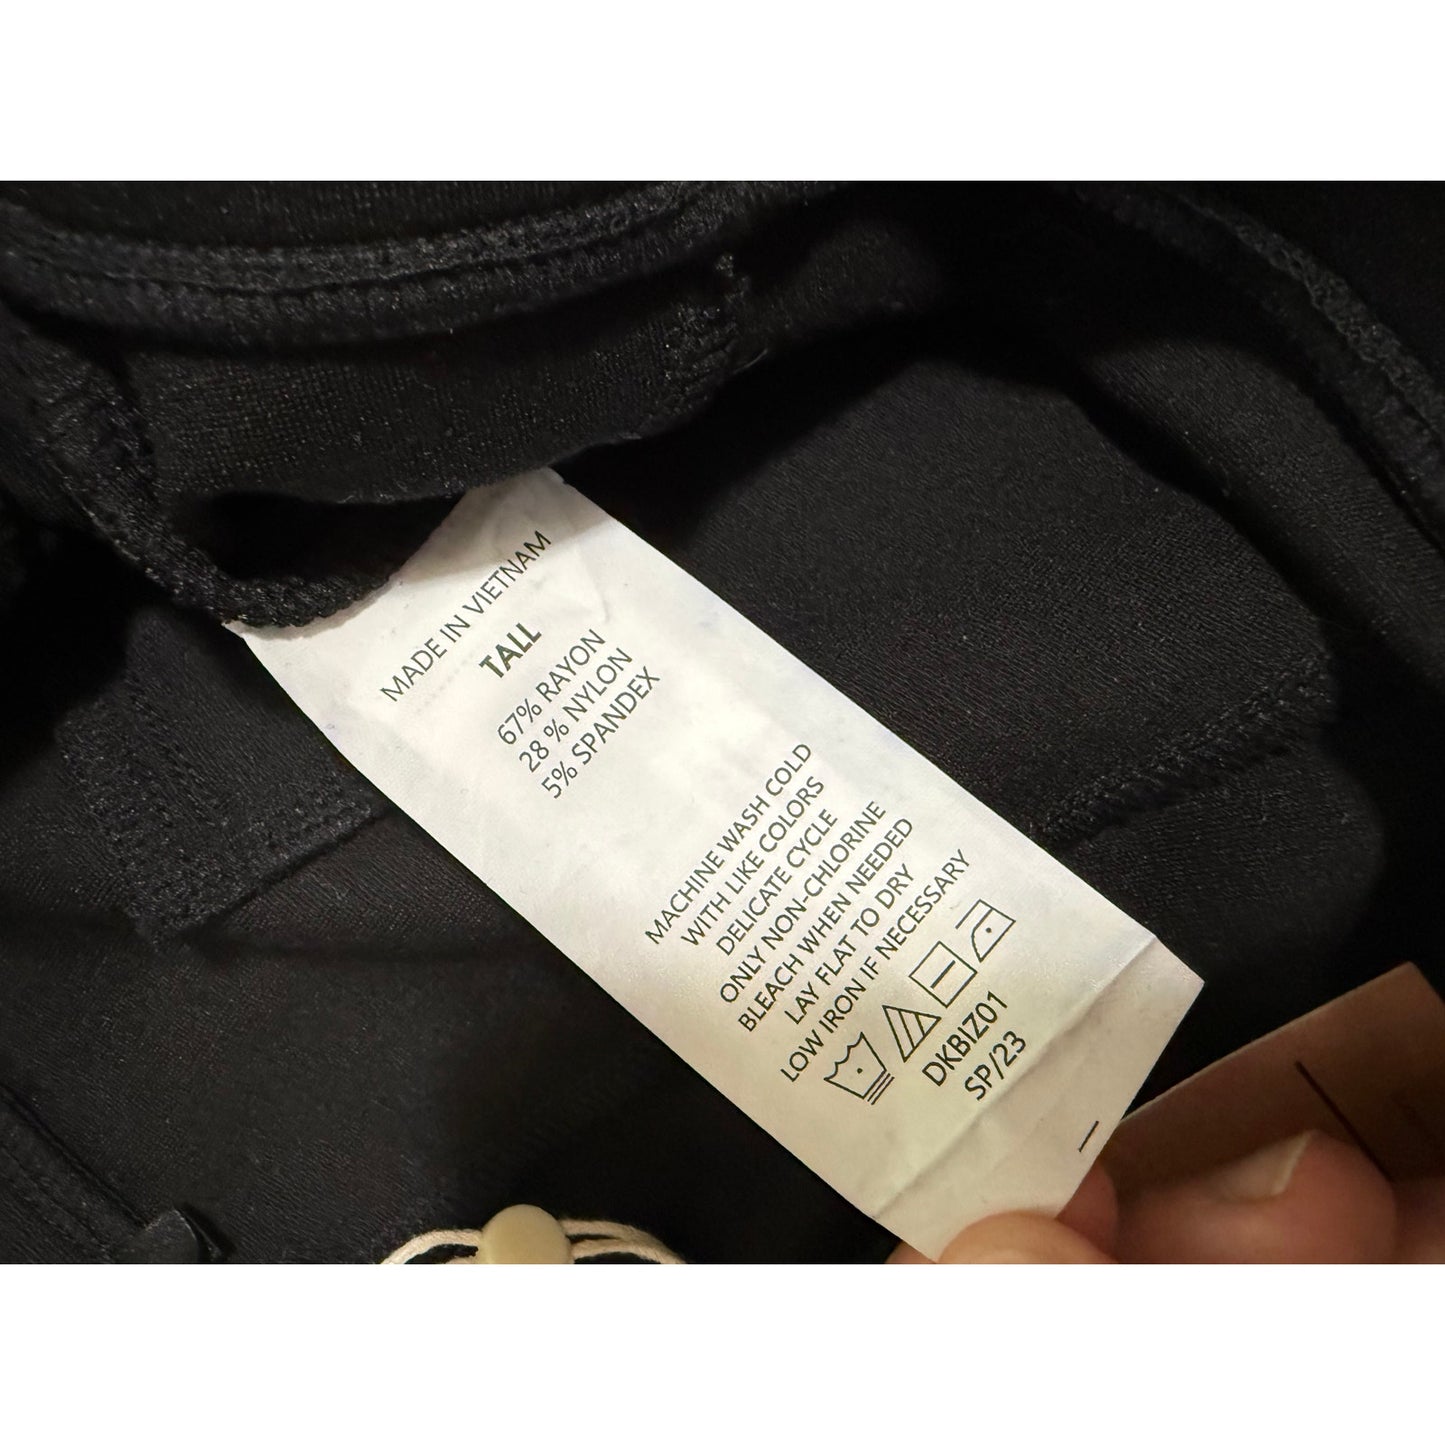 MADE IN VIETNAM
TALL
67% RAYON
28 % NYLON
5% SPANDEX
MACHINE WASH COLD
WITH LIKE COLORS
DELICATE CYCLE
ONLY NON-CHLORINE
BLEACH WHEN NEEDED
LAY FLAT TO DRY
LOW IRON IF NECESSARY
DKBIZ01
SP/23